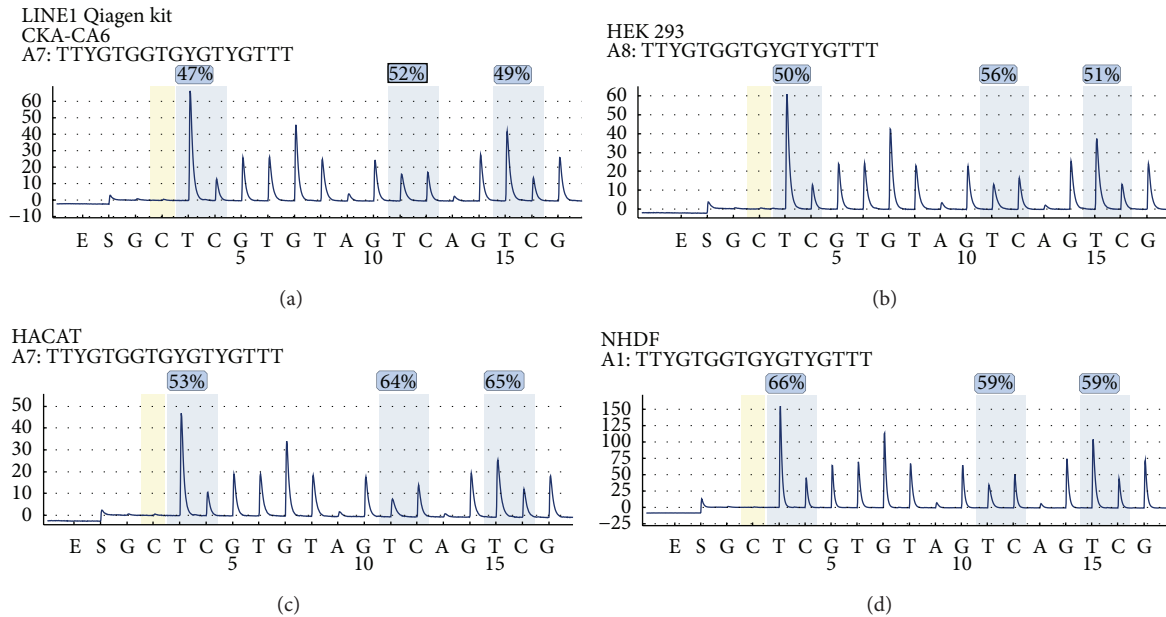 LINE1 Qiagen kit
CKA-CA6
A7: TTYGTGGTGYGTYGTTT
47% 52% 49%
60
50
40
30
20
10
0
−10
E S G C T C G T G T A G T C A G T C G
5 10 15
(a)
HEK 293
A8: TTYGTGGTGYGTYGTTT
50% 56% 51%
60
50
40
30
20
10
0
E S G C T C G T G T A G T C A G T C G
5 10 15
(b)
HACAT
A7: TTYGTGGTGYGTYGTTT
53% 64% 65%
50
40
30
20
10
0
E S G C T C G T G T A G T C A G T C G
5 10 15
(c)
NHDF
A1: TTYGTGGTGYGTYGTTT
66% 59% 59%
150
125
100
75
50
25
0
−25
E S G C T C G T G T A G T C A G T C G
5 10 15
(d)